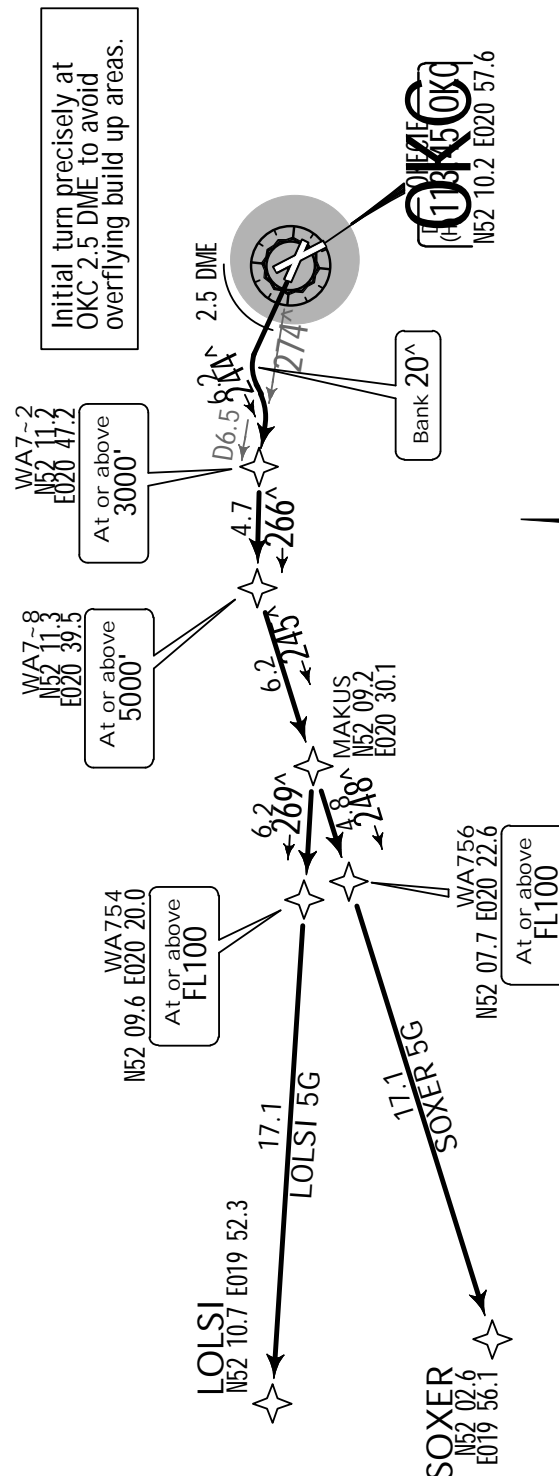 Initial turn precisely at
OKC 2.5 DME to avoid
overflying build up areas.
OKC
N52 10.2 E020 57.6
2.5 DME
274^
6.2
244^
Bank 20^
D6.5
WA7~2
N52 11.2
E020 47.2
At or above
3000'
4.7
266^
WA7~8
N52 11.3
E020 39.5
At or above
5000'
6.2
245^
MAKUS
N52 09.2
E020 30.1
6.2
269^
4.8
248^
WA754
N52 09.6 E020 20.0
At or above
FL100
WA756
N52 07.7 E020 22.6
At or above
FL100
17.1
LOLSI 5G
17.1
SOXER 5G
LOLSI
N52 10.7 E019 52.3
SOXER
N52 02.6
E019 56.1